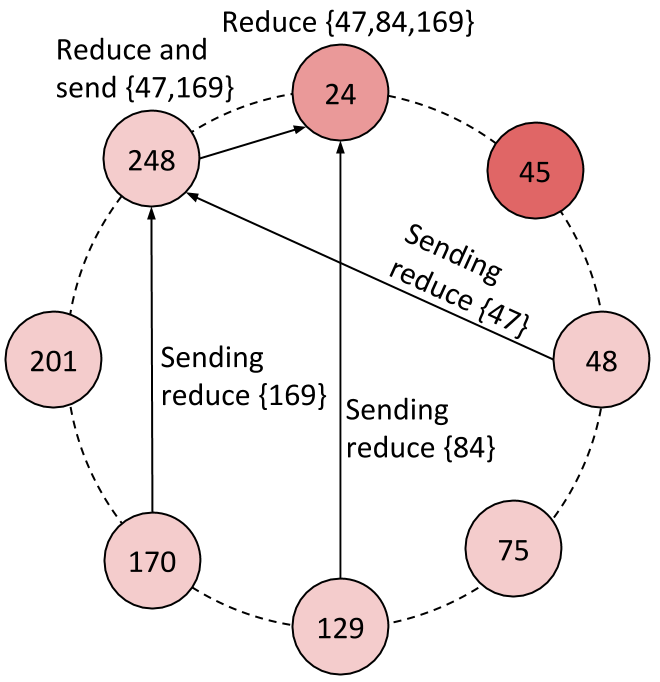 Reduce {47,84,169}
Reduce and
send {47,169}
24
248
45
Sending
reduce {47}
201
Sending
reduce {169}
48
Sending
reduce {84}
170
75
129